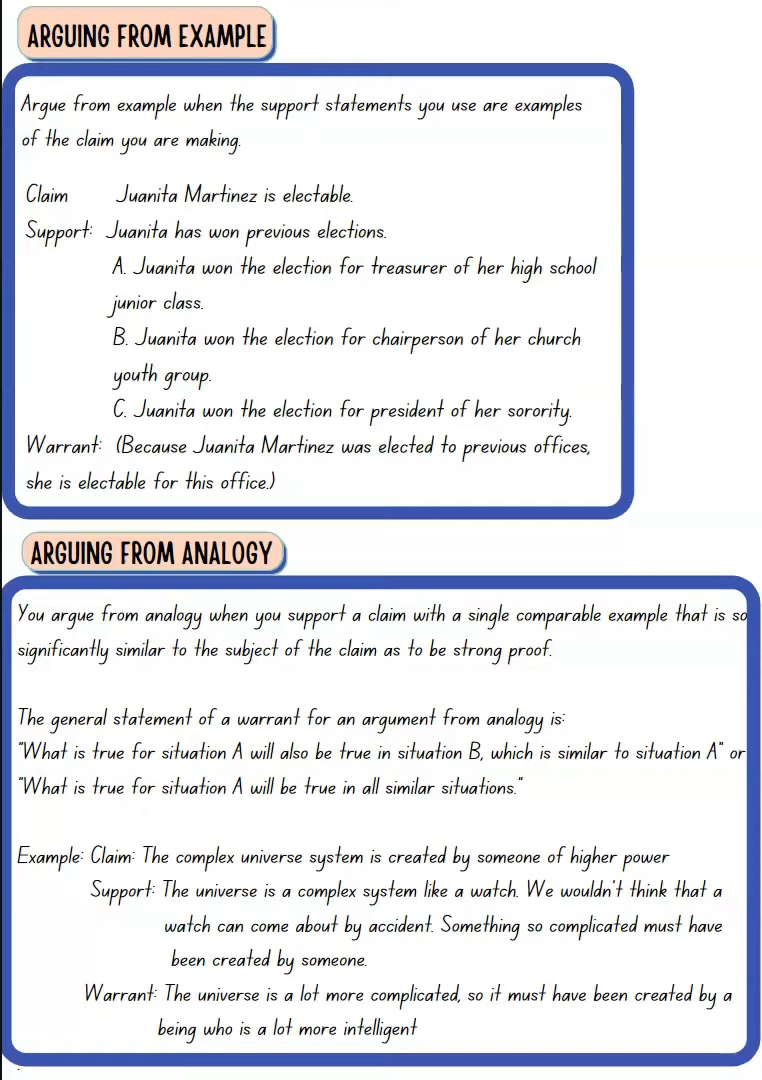 ARGUING FROM EXAMPLE
Argue from example when the support statements you use are examples
of the claim you are making.
Claim Juanita Martinez is electable.
Support: Juanita has won previous elections.
A. Juanita won the election for treasurer of her high school
junior class.
B. Juanita won the election for chairperson of her church
youth group.
C. Juanita won the election for president of her sorority.
Warrant: (Because Juanita Martinez was elected to previous offices,
she is electable for this office.)
ARGUING FROM ANALOGY
You argue from analogy when you support a claim with a single comparable example that is so
significantly similar to the subject of the claim as to be strong proof.
The general statement of a warrant for an argument from analogy is:
"What is true for situation A will also be true in situation B, which is similar to situation A" or
"What is true for situation A will be true in all similar situations."
Example: Claim: The complex universe system is created by someone of higher power
Support: The universe is a complex system like a watch. We wouldn't think that a
watch can come about by accident. Something so complicated must have
been created by someone.
Warrant: The universe is a lot more complicated, so it must have been created by a
being who is a lot more intelligent